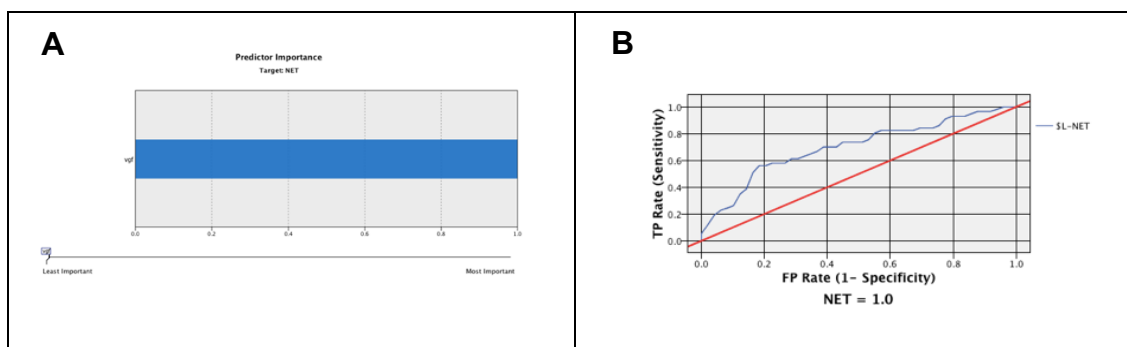 A
Predictor Importance
Target: NET
vgf
0.0 0.2 0.4 0.6 0.8 1.0
vgf
Least Important Most Important
B
TP Rate (Sensitivity)
1.0
0.8
0.6
0.4
0.2
0.0
$L-NET
0.0 0.2 0.4 0.6 0.8 1.0
FP Rate (1- Specificity)
NET = 1.0